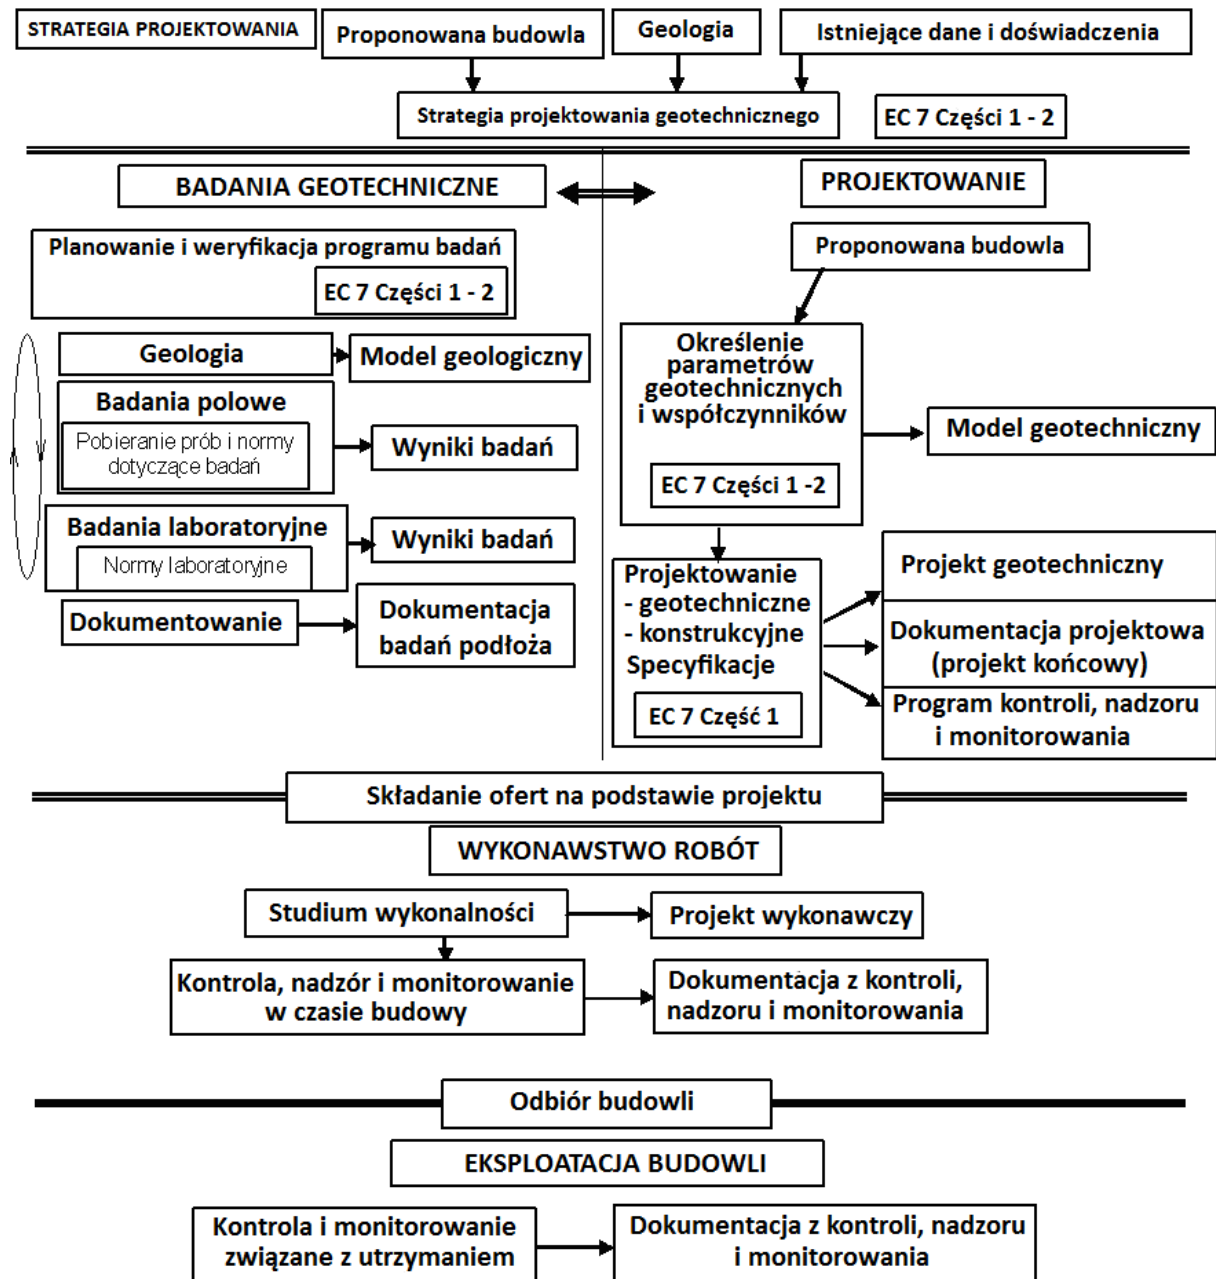 STRATEGIA PROJEKTOWANIA
Proponowana budowla
Geologia
Istniejące dane i doświadczenia
Strategia projektowania geotechnicznego
EC 7 Części 1 - 2
BADANIA GEOTECHNICZNE
PROJEKTOWANIE
Planowanie i weryfikacja programu badań
EC 7 Części 1 - 2
Geologia
Model geologiczny
Badania polowe
Pobieranie prób i normy
dotyczące badań
Wyniki badań
Badania laboratoryjne
Normy laboratoryjne
Wyniki badań
Dokumentowanie
Dokumentacja
badań podłoża
Proponowana budowla
Określenie
parametrów
geotechnicznych
i współczynników
EC 7 Części 1 -2
Model geotechniczny
Projektowanie
- geotechniczne
- konstrukcyjne
Specyfikacje
EC 7 Część 1
Projekt geotechniczny
Dokumentacja projektowa
(projekt końcowy)
Program kontroli, nadzoru
i monitorowania
Składanie ofert na podstawie projektu
WYKONAWSTWO ROBÓT
Studium wykonalności
Projekt wykonawczy
Kontrola, nadzór i monitorowanie
w czasie budowy
Dokumentacja z kontroli,
nadzoru i monitorowania
Odbiór budowli
EKSPLOATACJA BUDOWLI
Kontrola i monitorowanie
związane z utrzymaniem
Dokumentacja z kontroli, nadzoru
i monitorowania